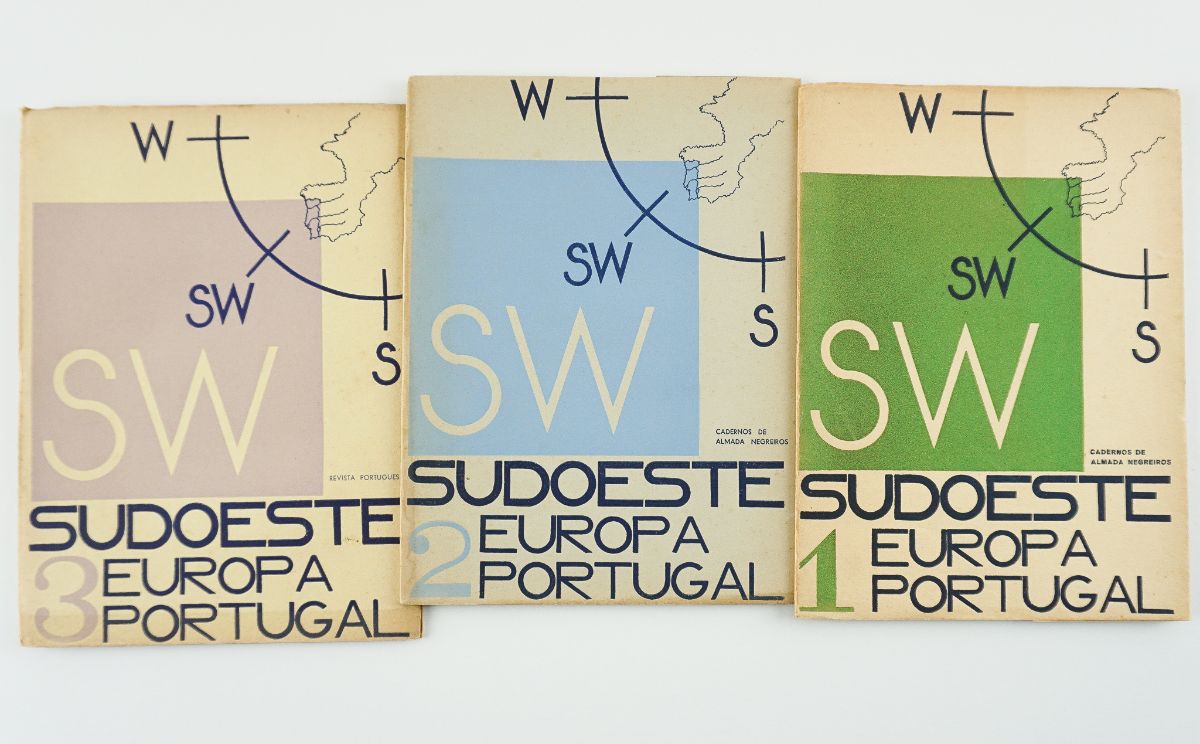 W
SW
S
SW
REVISTA PORTUGUES
SUDOESTE
3 EUROPA
PORTUGAL
W
SW
S
SW
CADERNOS DE
ALMADA NEGREIROS
SUDOESTE
2 EUROPA
PORTUGAL
W
SW
S
SW
CADERNOS DE
ALMADA NEGREIROS
SUDOESTE
1 EUROPA
PORTUGAL